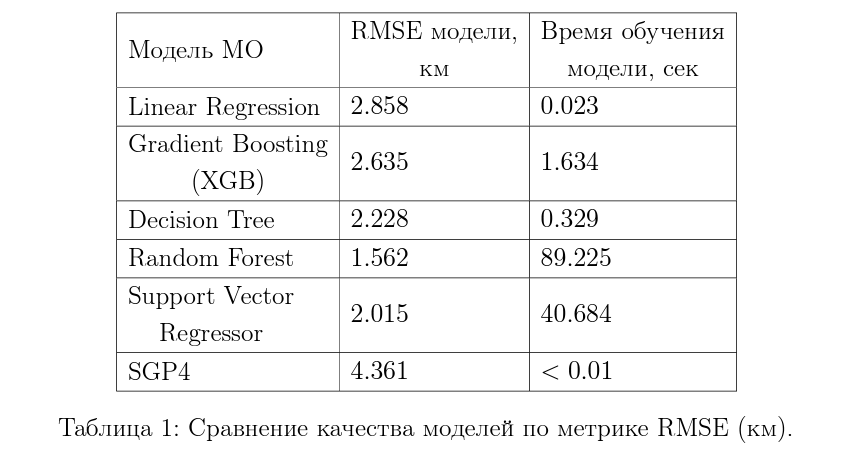 Модель МО
RMSE модели,
км
Время обучения
модели, сек
Linear Regression 2.858 0.023
Gradient Boosting
(XGB)
2.635 1.634
Decision Tree 2.228 0.329
Random Forest 1.562 89.225
Support Vector
Regressor
2.015 40.684
SGP4 4.361 < 0.01
Таблица 1: Сравнение качества моделей по метрике RMSE (км).